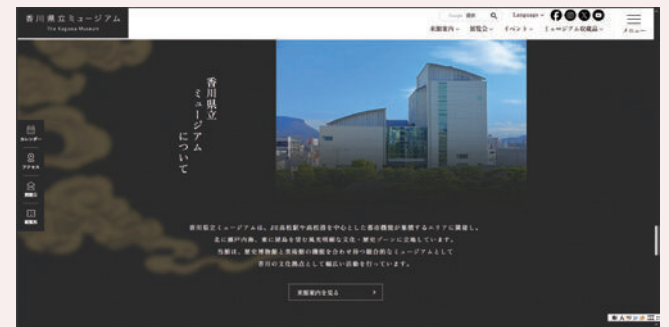 香川県立ミュージアム
The Kagawa Museum
Google 検索
Language
来館案内
展覧会
イベント
ミュージアム収蔵品
メニュー
香川県立
ミュージアム
について
カレンダー
アクセス
香川県立ミュージアムは、JR高松駅や高松港を中心とした都市機能が集積するエリアに隣接し、
北に瀬戸内海、東に屋島を望む風光明媚な文化・歴史ゾーンに立地しています。
当館は、歴史博物館と美術館の機能を合わせ持つ総合的なミュージアムとして
香川の文化拠点として幅広い活動を行っています。
来館案内を見る